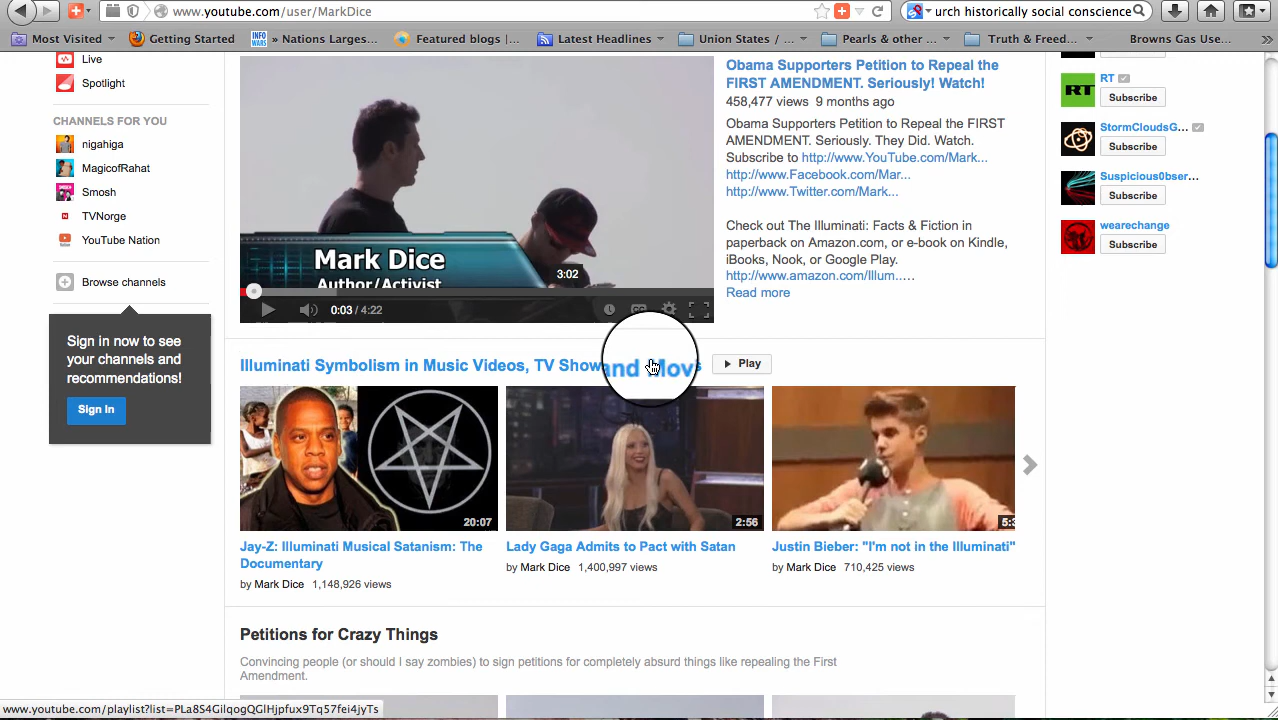 www.youtube.com/user/MarkDice
urch historically social conscience
Most Visited
Getting Started
INFO
WARS
» Nations Larges...
Featured blogs |...
Latest Headlines
Union States / ...
Pearls & other ...
Truth & Freed...
Browns Gas Use...
»
Live
Spotlight
CHANNELS FOR YOU
nigahiga
MagicofRahat
Smosh
TVNorge
YouTube Nation
Browse channels
Sign in now to see
your channels and
recommendations!
Sign In
Mark Dice
Author/Activist
3:02
0:03 / 4:22
Obama Supporters Petition to Repeal the
FIRST AMENDMENT. Seriously! Watch!
458,477 views 9 months ago
Obama Supporters Petition to Repeal the FIRST
AMENDMENT. Seriously. They Did. Watch.
Subscribe to http://www.YouTube.com/Mark...
http://www.Facebook.com/Mar...
http://www.Twitter.com/Mark...
Check out The Illuminati: Facts & Fiction in
paperback on Amazon.com, or e-book on Kindle,
iBooks, Nook, or Google Play.
http://www.amazon.com/Illum......
Read more
RT
RT
Subscribe
StormCloudsG...
Subscribe
Suspicious0bser...
Subscribe
wearechange
Subscribe
Illuminati Symbolism in Music Videos, TV Show and Mov
Play
20:07
2:56
5:3
Jay-Z: Illuminati Musical Satanism: The
Documentary
by Mark Dice 1,148,926 views
Lady Gaga Admits to Pact with Satan
by Mark Dice 1,400,997 views
Justin Bieber: "I'm not in the Illuminati"
by Mark Dice 710,425 views
Petitions for Crazy Things
Convincing people (or should I say zombies) to sign petitions for completely absurd things like repealing the First
Amendment.
www.youtube.com/playlist?list=PLa8S4GilqogQGlHjpfux9Tq57fei4jyTs